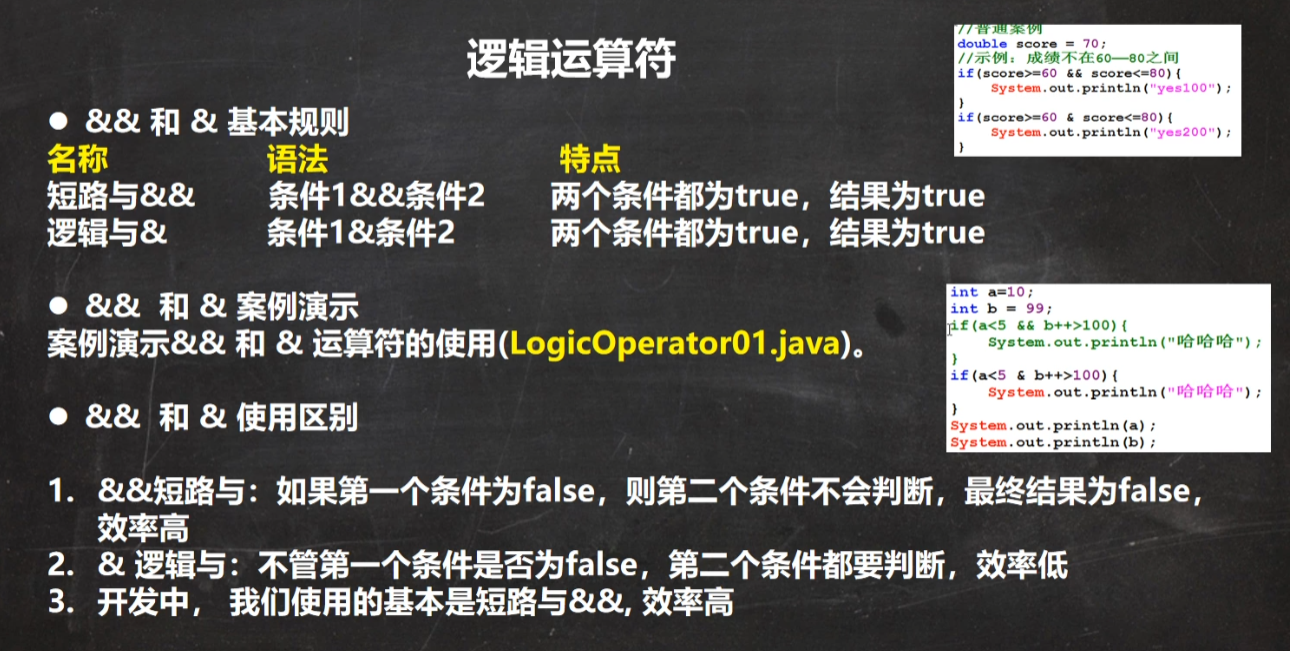 逻辑运算符
● && 和 & 基本规则
名称 语法 特点
短路与&& 条件1&&条件2 两个条件都为true，结果为true
逻辑与& 条件1&条件2 两个条件都为true，结果为true
● && 和 & 案例演示
案例演示&& 和 & 运算符的使用(LogicOperator01.java)。
● && 和 & 使用区别
1. &&短路与：如果第一个条件为false，则第二个条件不会判断，最终结果为false，
效率高
2. & 逻辑与：不管第一个条件是否为false，第二个条件都要判断，效率低
3. 开发中， 我们使用的基本是短路与&&, 效率高
//普通案例
double score = 70;
//示例：成绩不在60——80之间
if(score>=60 && score<=80){
System.out.println("yes100");
}
if(score>=60 & score<=80){
System.out.println("yes200");
}
int a=10;
int b = 99;
if(a<5 && b++>100){
System.out.println("哈哈哈");
}
if(a<5 & b++>100){
System.out.println("哈哈哈");
}
System.out.println(a);
System.out.println(b);